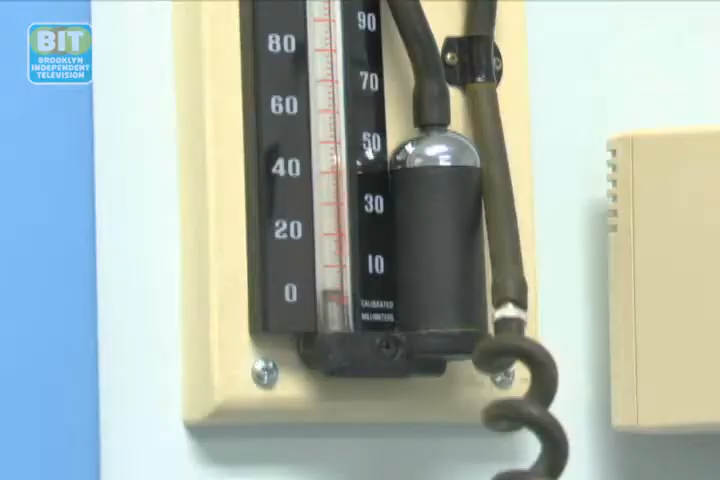 BIT
BROOKLYN
INDEPENDENT
TELEVISION
80
60
40
20
0
90
70
50
30
10
CALIBRATED
MILLIMETERS